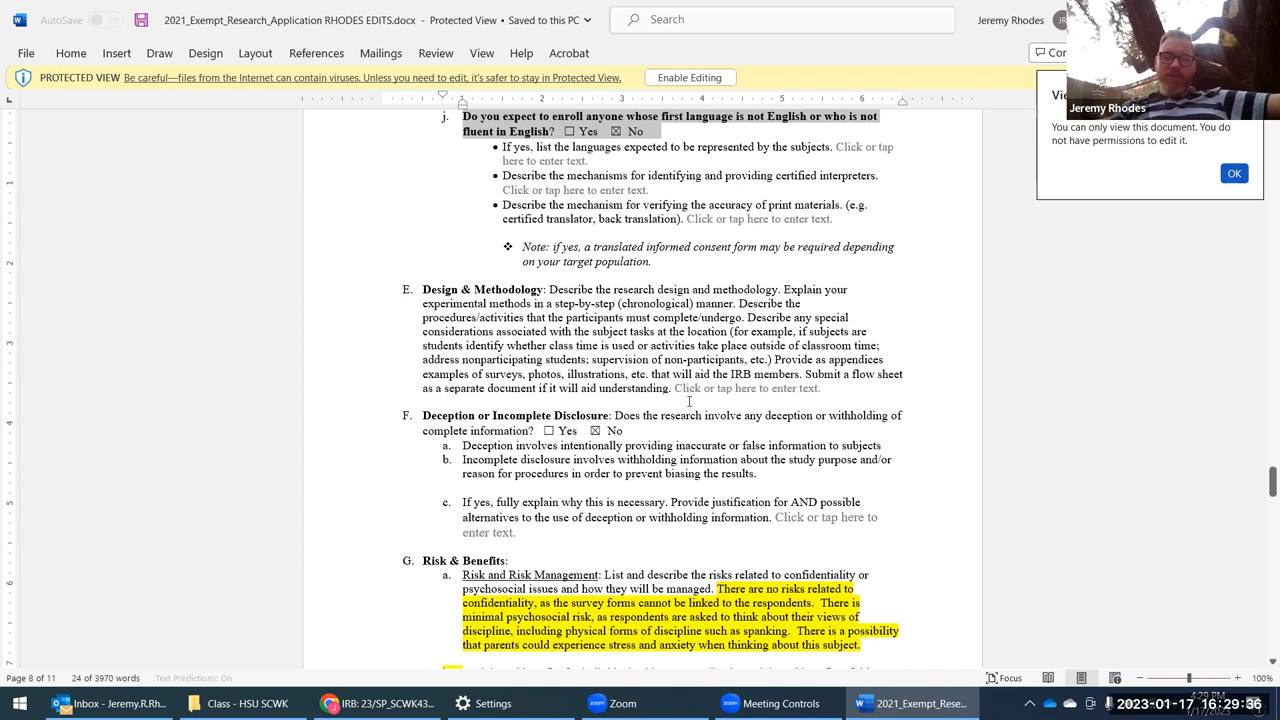 AutoSave Off 2021_Exempt_Research_Application RHODES EDITS.docx - Protected View • Saved to this PC Search Jeremy Rhodes JR
File Home Insert Draw Design Layout References Mailings Review View Help Acrobat
PROTECTED VIEW Be careful—files from the Internet can contain viruses. Unless you need to edit, it's safer to stay in Protected View. Enable Editing
Jeremy Rhodes
You can only view this document. You do
not have permissions to edit it.
OK
1 2 3 4 5 6
j. Do you expect to enroll anyone whose first language is not English or who is not
fluent in English? ☐ Yes ☒ No
• If yes, list the languages expected to be represented by the subjects. Click or tap
here to enter text.
• Describe the mechanisms for identifying and providing certified interpreters.
Click or tap here to enter text.
• Describe the mechanism for verifying the accuracy of print materials. (e.g.
certified translator, back translation). Click or tap here to enter text.
❖ Note: if yes, a translated informed consent form may be required depending
on your target population.
E. Design & Methodology: Describe the research design and methodology. Explain your
experimental methods in a step-by-step (chronological) manner. Describe the
procedures/activities that the participants must complete/undergo. Describe any special
considerations associated with the subject tasks at the location (for example, if subjects are
students identify whether class time is used or activities take place outside of classroom time;
address nonparticipating students; supervision of non-participants, etc.) Provide as appendices
examples of surveys, photos, illustrations, etc. that will aid the IRB members. Submit a flow sheet
as a separate document if it will aid understanding. Click or tap here to enter text.
F. Deception or Incomplete Disclosure: Does the research involve any deception or withholding of
complete information? ☐ Yes ☒ No
a. Deception involves intentionally providing inaccurate or false information to subjects
b. Incomplete disclosure involves withholding information about the study purpose and/or
reason for procedures in order to prevent biasing the results.
c. If yes, fully explain why this is necessary. Provide justification for AND possible
alternatives to the use of deception or withholding information. Click or tap here to
enter text.
G. Risk & Benefits:
a. Risk and Risk Management: List and describe the risks related to confidentiality or
psychosocial issues and how they will be managed. There are no risks related to
confidentiality, as the survey forms cannot be linked to the respondents. There is
minimal psychosocial risk, as respondents are asked to think about their views of
discipline, including physical forms of discipline such as spanking. There is a possibility
that parents could experience stress and anxiety when thinking about this subject.
Page 8 of 11 24 of 3970 words Text Predictions: On Focus 100%
Inbox - Jeremy.R.Rh... Class - HSU SCWK IRB: 23/SP_SCWK43... Settings Zoom Meeting Controls 2021_Exempt_Rese...
4:29 PM
1/17/2023
2023-01-17 16:29:36